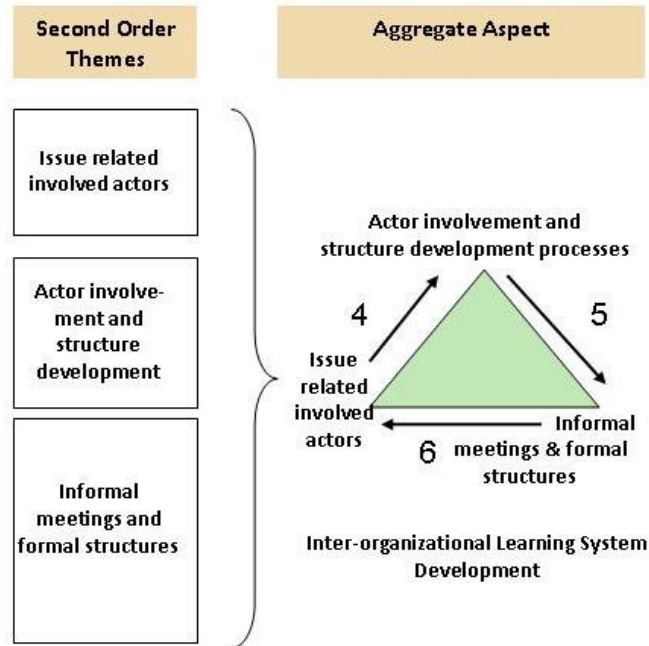 Second Order
Themes
Aggregate Aspect
Issue related
involved actors
Actor involve-
ment and
structure
development
Informal
meetings and
formal structures
Actor involvement and
structure development processes
4
5
Issue
related
involved
actors
6
Informal
meetings & formal
structures
Inter-organizational Learning System
Development